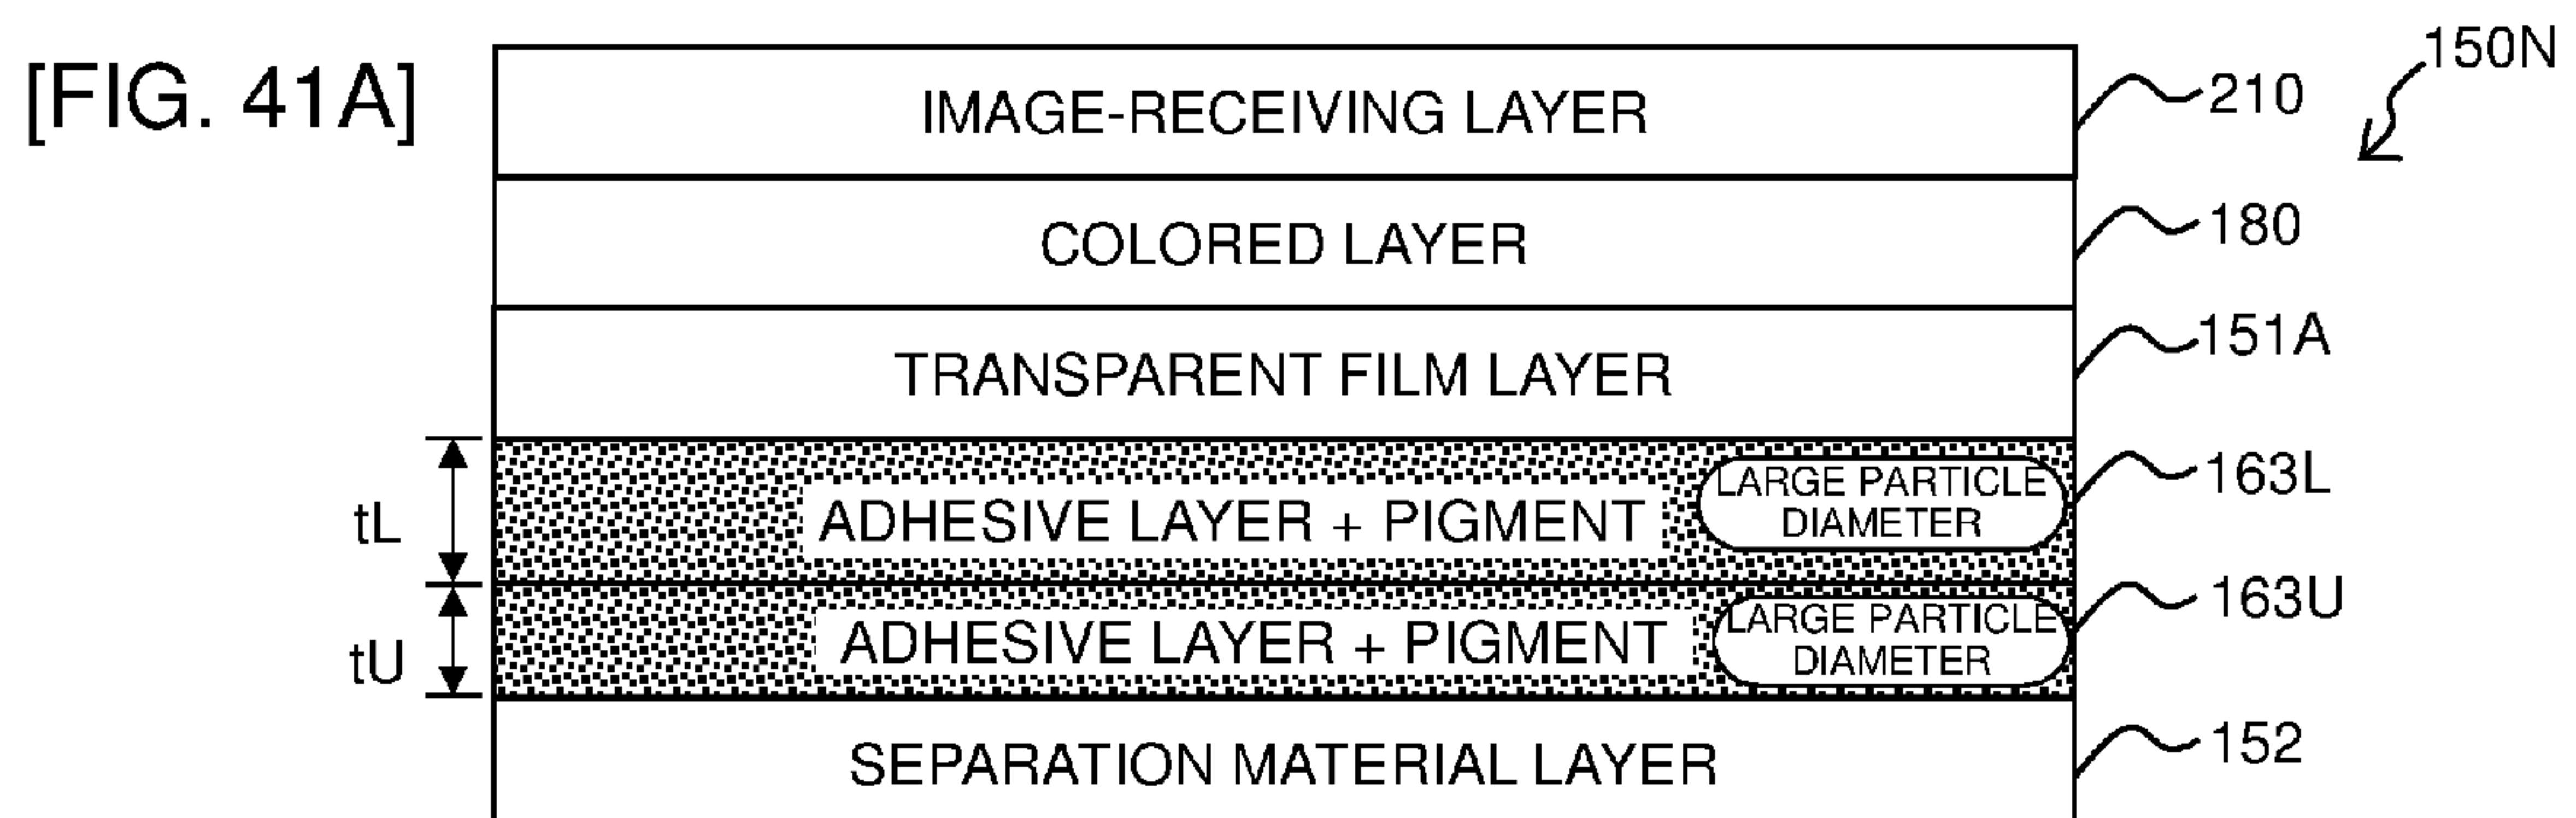 [FIG. 41A]
150N
IMAGE-RECEIVING LAYER
210
COLORED LAYER
180
TRANSPARENT FILM LAYER
151A
tL
ADHESIVE LAYER + PIGMENT
LARGE PARTICLE
DIAMETER
163L
tU
ADHESIVE LAYER + PIGMENT
LARGE PARTICLE
DIAMETER
163U
SEPARATION MATERIAL LAYER
152